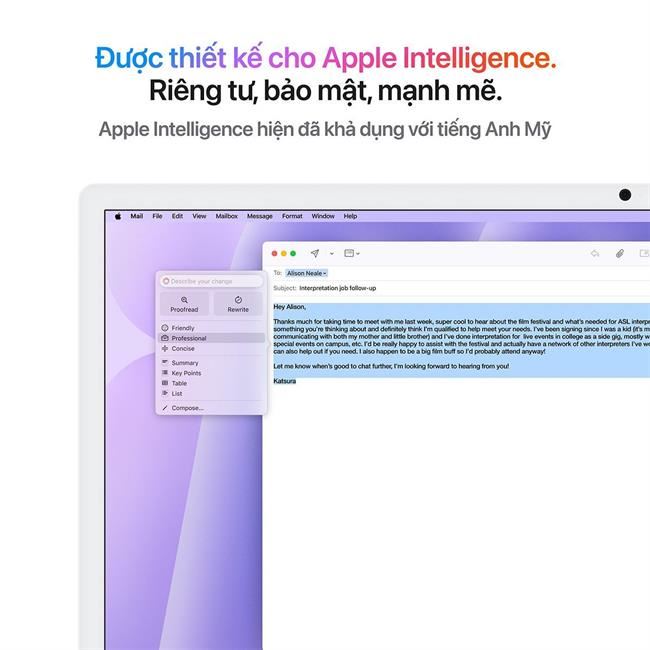 Được thiết kế cho Apple Intelligence.
Riêng tư, bảo mật, mạnh mẽ.
Apple Intelligence hiện đã khả dụng với tiếng Anh Mỹ
Mail File Edit View Mailbox Message Format Window Help
To: Alison Neale
Subject: Interpretation job follow-up
Describe your change
Proofread Rewrite
Friendly
Professional
Concise
Summary
Key Points
Table
List
Compose...
Hey Alison,
Thanks much for taking time to meet with me last week, super cool to hear about the film festival and what's needed for ASL interpr
something you're thinking about and definitely think I'm qualified to help meet your needs. I've been signing since I was a kid (it's m
communicating with both my mother and little brother) and I've done interpretation for live events in college as a side gig, mostly w
special events on campus, etc. I'd be really happy to assist with the festival and actually have a network of other interpreters I've wo
can also help out if you need. I also happen to be a big film buff so I'd probably attend anyway!
Let me know when's good to chat further, I'm looking forward to hearing from you!
Katsura